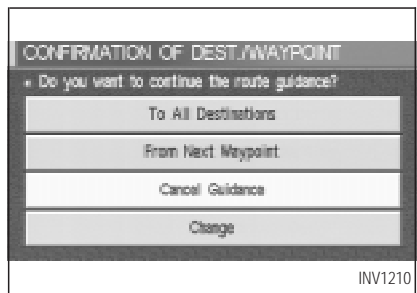 CONFIRMATION OF DEST./WAYPOINT
Do you want to continue the route guidance?
To All Destinations
From Next Waypoint
Cancel Guidance
Change
INV1210